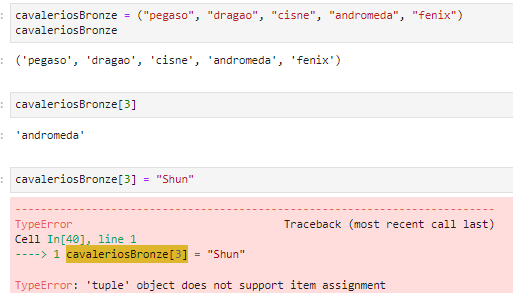 cavaleriosBronze = ("pegaso", "dragao", "cisne", "andromeda", "fenix")
cavaleriosBronze
: ('pegaso', 'dragao', 'cisne', 'andromeda', 'fenix')
: cavaleriosBronze[3]
: 'andromeda'
: cavaleriosBronze[3] = "Shun"
---------------------------------------------------------------------------
TypeError                                 Traceback (most recent call last)
Cell In[40], line 1
----> 1 cavaleriosBronze[3] = "Shun"
TypeError: 'tuple' object does not support item assignment